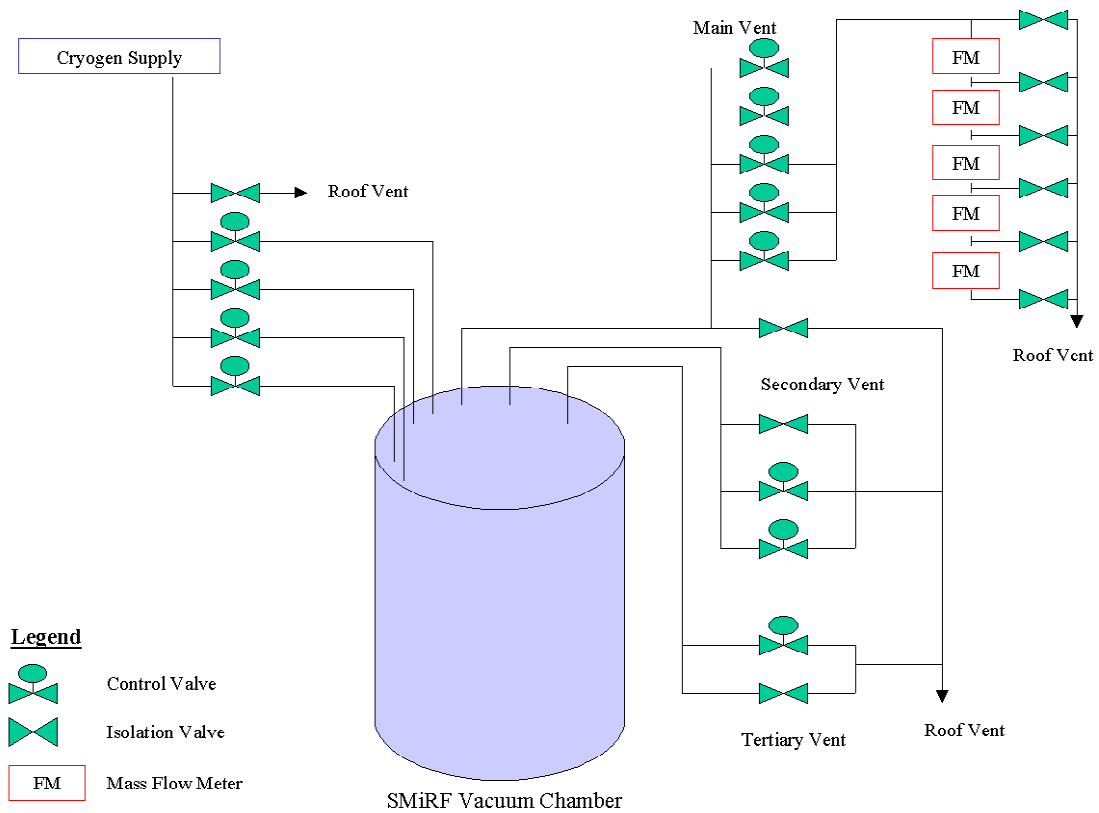 Main Vent
Cryogen Supply
FM
FM
FM
FM
FM
Roof Vent
Roof Vent
Secondary Vent
Tertiary Vent
Roof Vent
Legend
Control Valve
Isolation Valve
FM Mass Flow Meter
SMiRF Vacuum Chamber